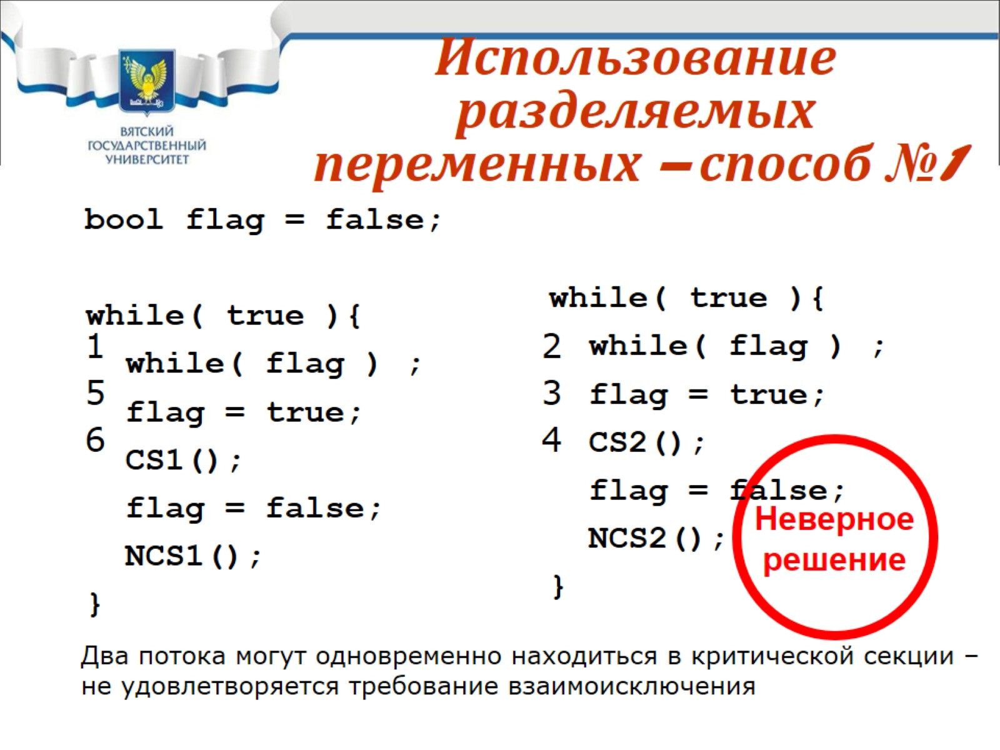 ВЯТСКИЙ
ГОСУДАРСТВЕННЫЙ
УНИВЕРСИТЕТ
Использование
разделяемых
переменных – способ №1
bool flag = false;
while( true ){
1 while( flag ) ;
5 flag = true;
6 CS1();
flag = false;
NCS1();
}
while( true ){
2 while( flag ) ;
3 flag = true;
4 CS2();
flag = false;
NCS2();
}
Неверное
решение
Два потока могут одновременно находиться в критической секции –
не удовлетворяется требование взаимоисключения